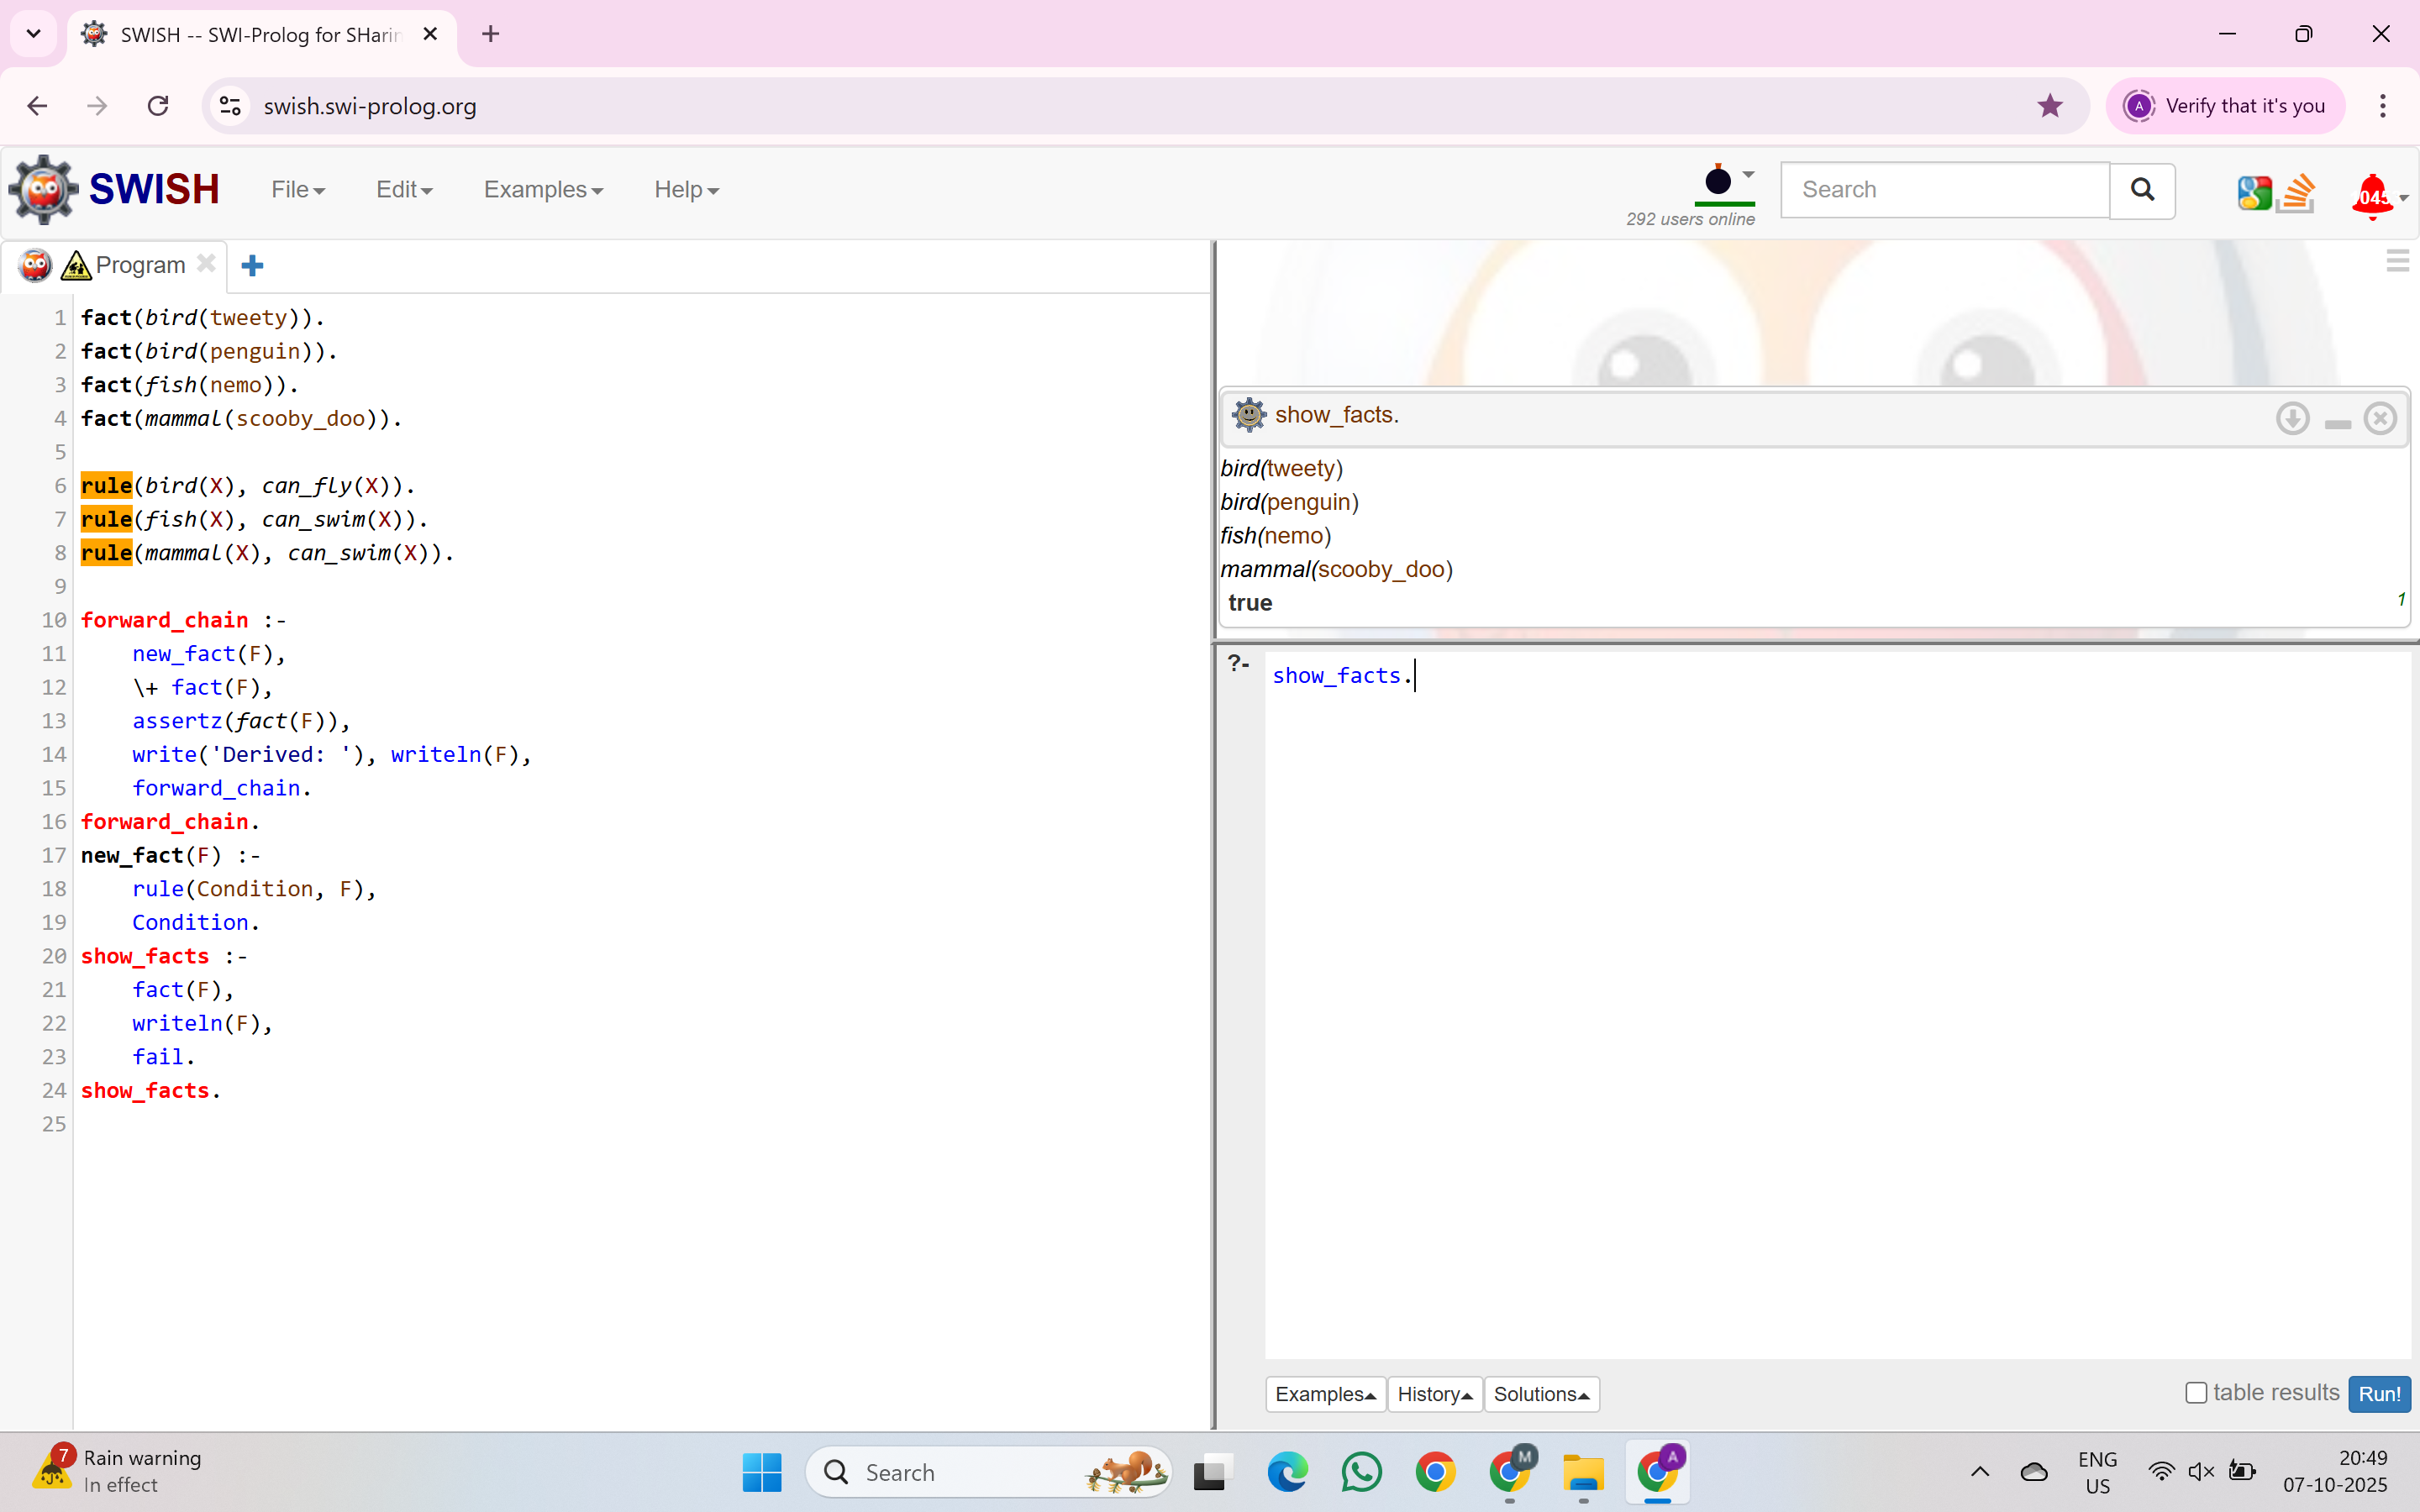 SWISH -- SWI-Prolog for SHarin
swish.swi-prolog.org
A
Verify that it's you
SWISH
File
Edit
Examples
Help
292 users online
Search
Program
1 fact(bird(tweety)).
2 fact(bird(penguin)).
3 fact(fish(nemo)).
4 fact(mammal(scooby_doo)).
5
6 rule(bird(X), can_fly(X)).
7 rule(fish(X), can_swim(X)).
8 rule(mammal(X), can_swim(X)).
9
10 forward_chain :-
11     new_fact(F),
12     \+ fact(F),
13     assertz(fact(F)),
14     write('Derived: '), writeln(F),
15     forward_chain.
16 forward_chain.
17 new_fact(F) :-
18     rule(Condition, F),
19     Condition.
20 show_facts :-
21     fact(F),
22     writeln(F),
23     fail.
24 show_facts.
25
show_facts.
bird(tweety)
bird(penguin)
fish(nemo)
mammal(scooby_doo)
true
1
?- show_facts.
Examples
History
Solutions
table results
Run!
7
Rain warning
In effect
Search
M
A
ENG
US
20:49
07-10-2025